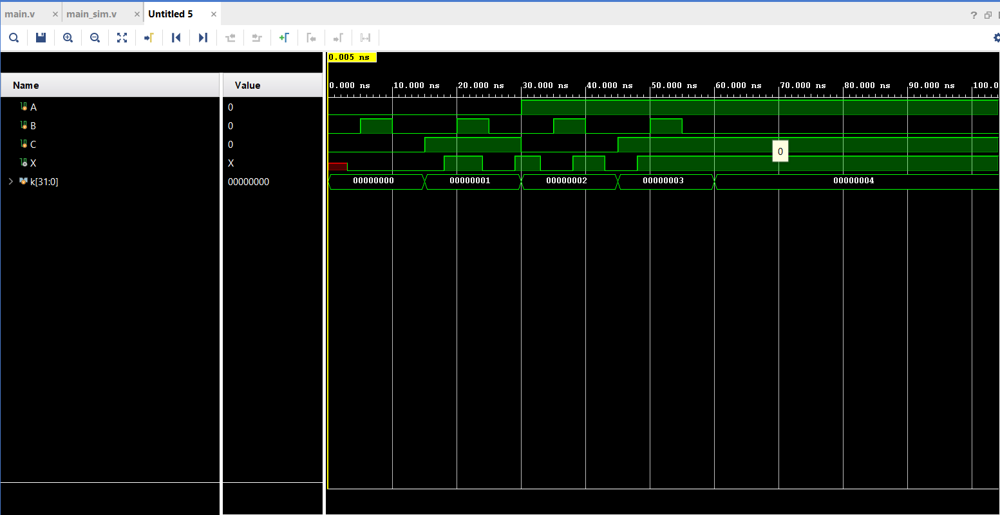 main.v × main_sim.v × Untitled 5 ×
?
0.005 ns
Name Value
0.000 ns 10.000 ns 20.000 ns 30.000 ns 40.000 ns 50.000 ns 60.000 ns 70.000 ns 80.000 ns 90.000 ns 100.0
A 0
B 0
C 0
0
X X
k[31:0] 00000000 00000000 00000001 00000002 00000003 00000004